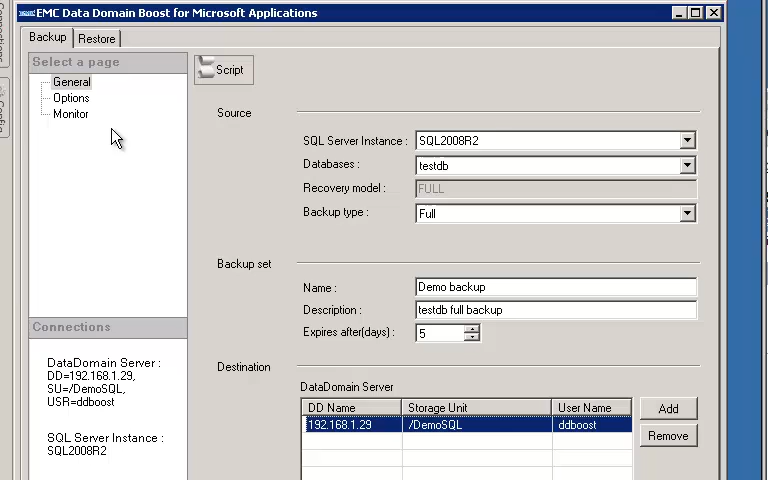 EMC Data Domain Boost for Microsoft Applications
Backup
Restore
Select a page
General
Options
Monitor
Script
Source
SQL Server Instance :
SQL2008R2
Databases :
testdb
Recovery model :
FULL
Backup type :
Full
Backup set
Name :
Demo backup
Description :
testdb full backup
Expires after(days) :
5
Connections
DataDomain Server :
DD=192.168.1.29,
SU=/DemoSQL,
USR=ddboost
SQL Server Instance :
SQL2008R2
Destination
DataDomain Server
DD Name Storage Unit User Name
192.168.1.29 /DemoSQL ddboost
Add
Remove